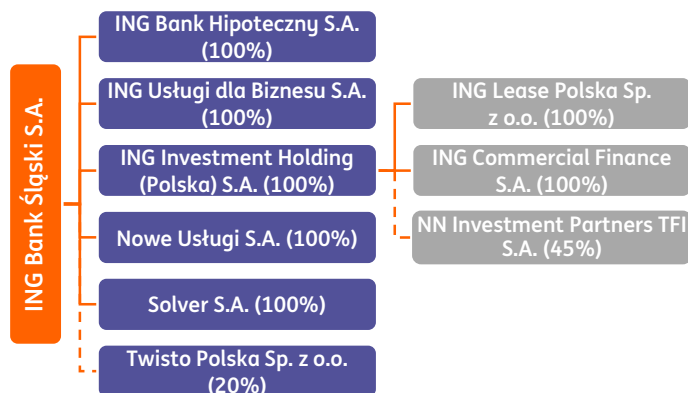 ING Bank Śląski S.A.
ING Bank Hipoteczny S.A.
(100%)
ING Usługi dla Biznesu S.A.
(100%)
ING Investment Holding
(Polska) S.A. (100%)
Nowe Usługi S.A. (100%)
Solver S.A. (100%)
Twisto Polska Sp. z o.o.
(20%)
ING Lease Polska Sp.
z o.o. (100%)
ING Commercial Finance
S.A. (100%)
NN Investment Partners TFI
S.A. (45%)